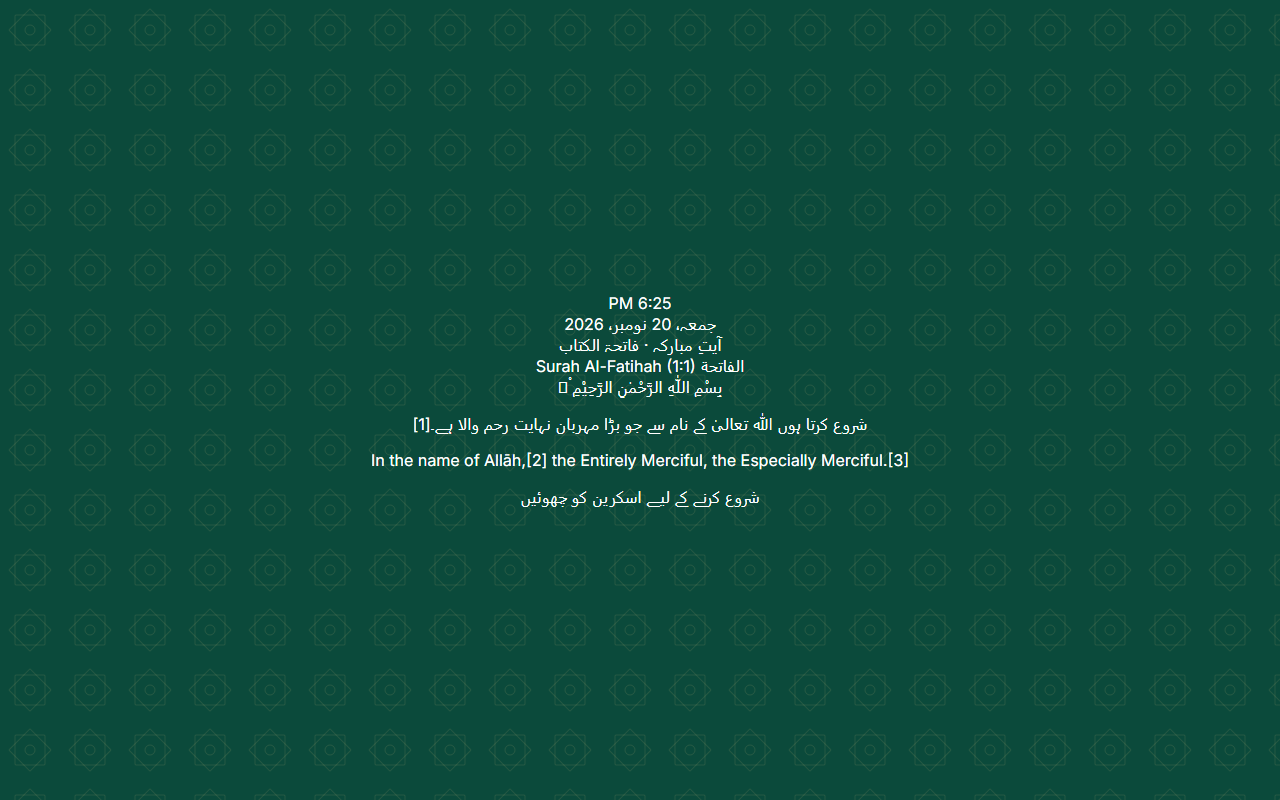 6:25 PM
جمعہ، 20 نومبر، 2026
آیتِ مبارکہ · فاتحۃ الکتاب
الفاتحة Surah Al-Fatihah (1:1)
بِسْمِ اللّٰهِ الرَّحْمٰنِ الرَّحِیْمِ ْ
شروع کرتا ہوں اللہ تعالیٰ کے نام سے جو بڑا مہربان نہایت رحم والا ہے۔[1]
In the name of Allāh,[2] the Entirely Merciful, the Especially Merciful.[3]
شروع کرنے کے لیے اسکرین کو چھوئیں